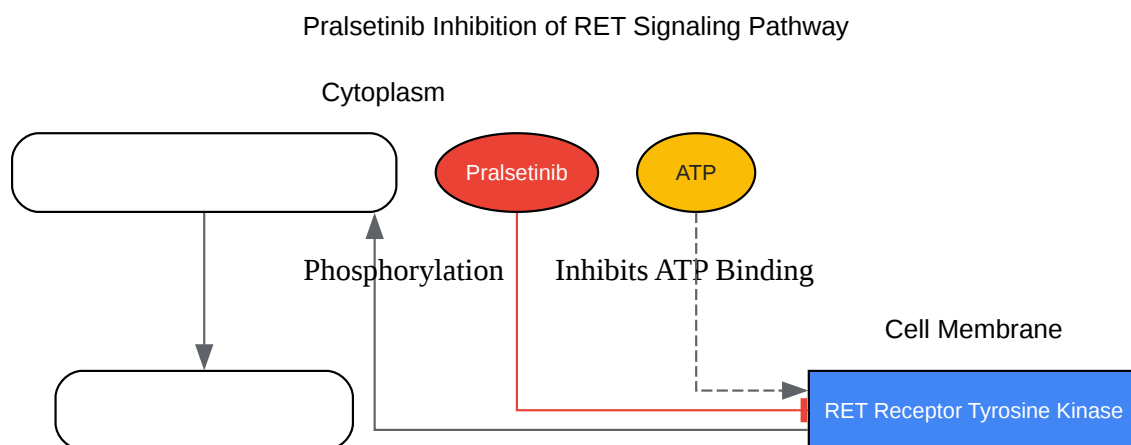 Pralsetinib Inhibition of RET Signaling Pathway
Cytoplasm
Pralsetinib
ATP
Phosphorylation
Inhibits ATP Binding
Cell Membrane
RET Receptor Tyrosine Kinase